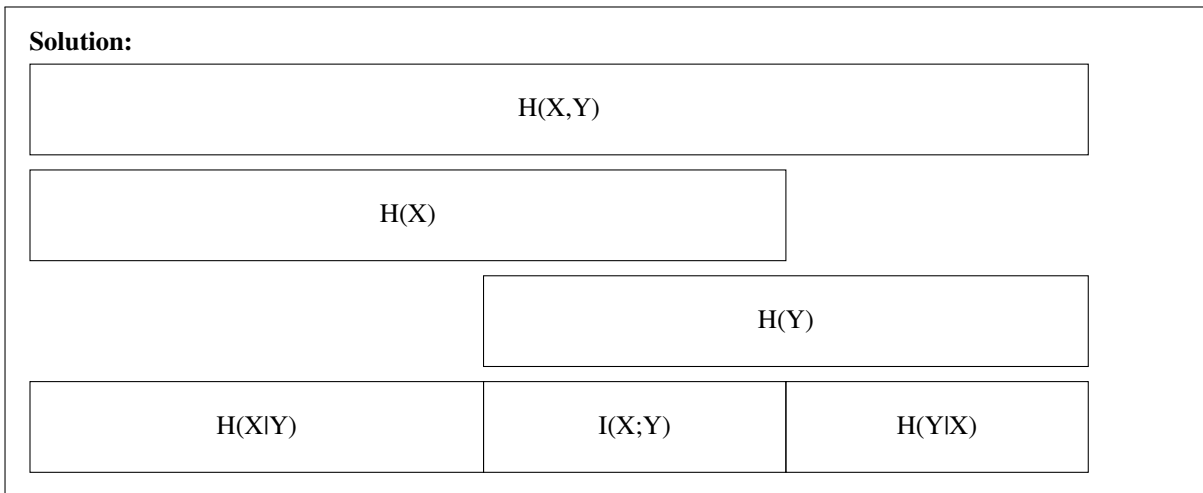 Solution:
H(X,Y)
H(X)
H(Y)
H(X|Y) I(X;Y) H(Y|X)